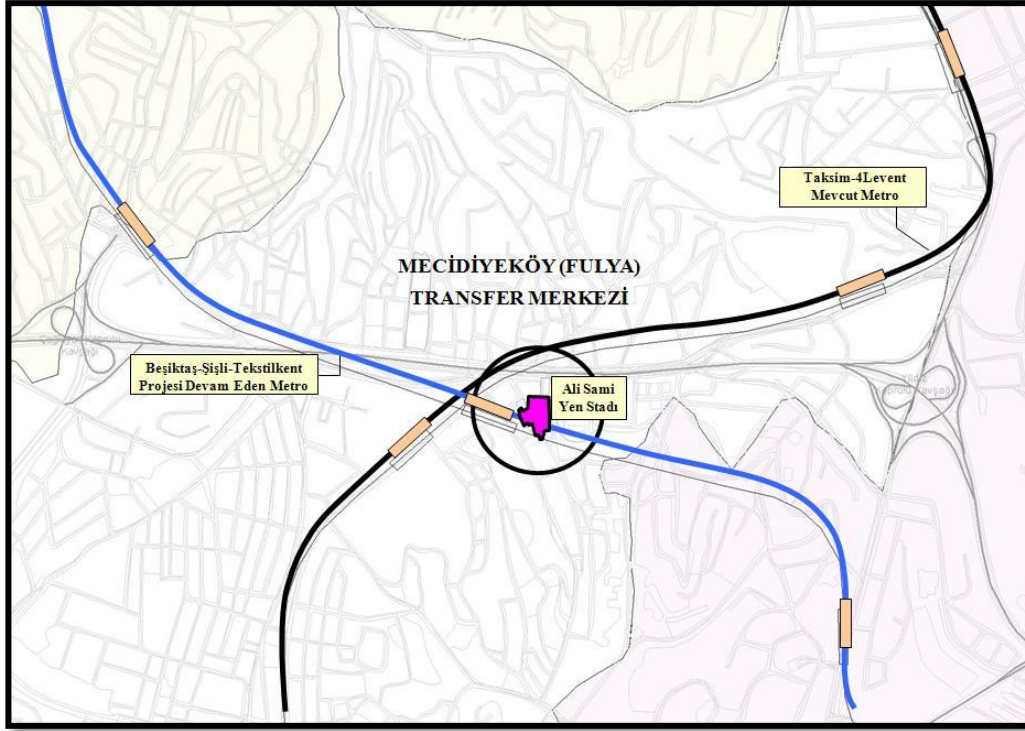 Taksim-4Levent
Mevcut Metro
MECİDİYEKÖY (FULYA)
TRANSFER MERKEZİ
Beşiktaş-Şişli-Tekstilkent
Projesi Devam Eden Metro
Ali Sami
Yen Stadı
Kavşağı